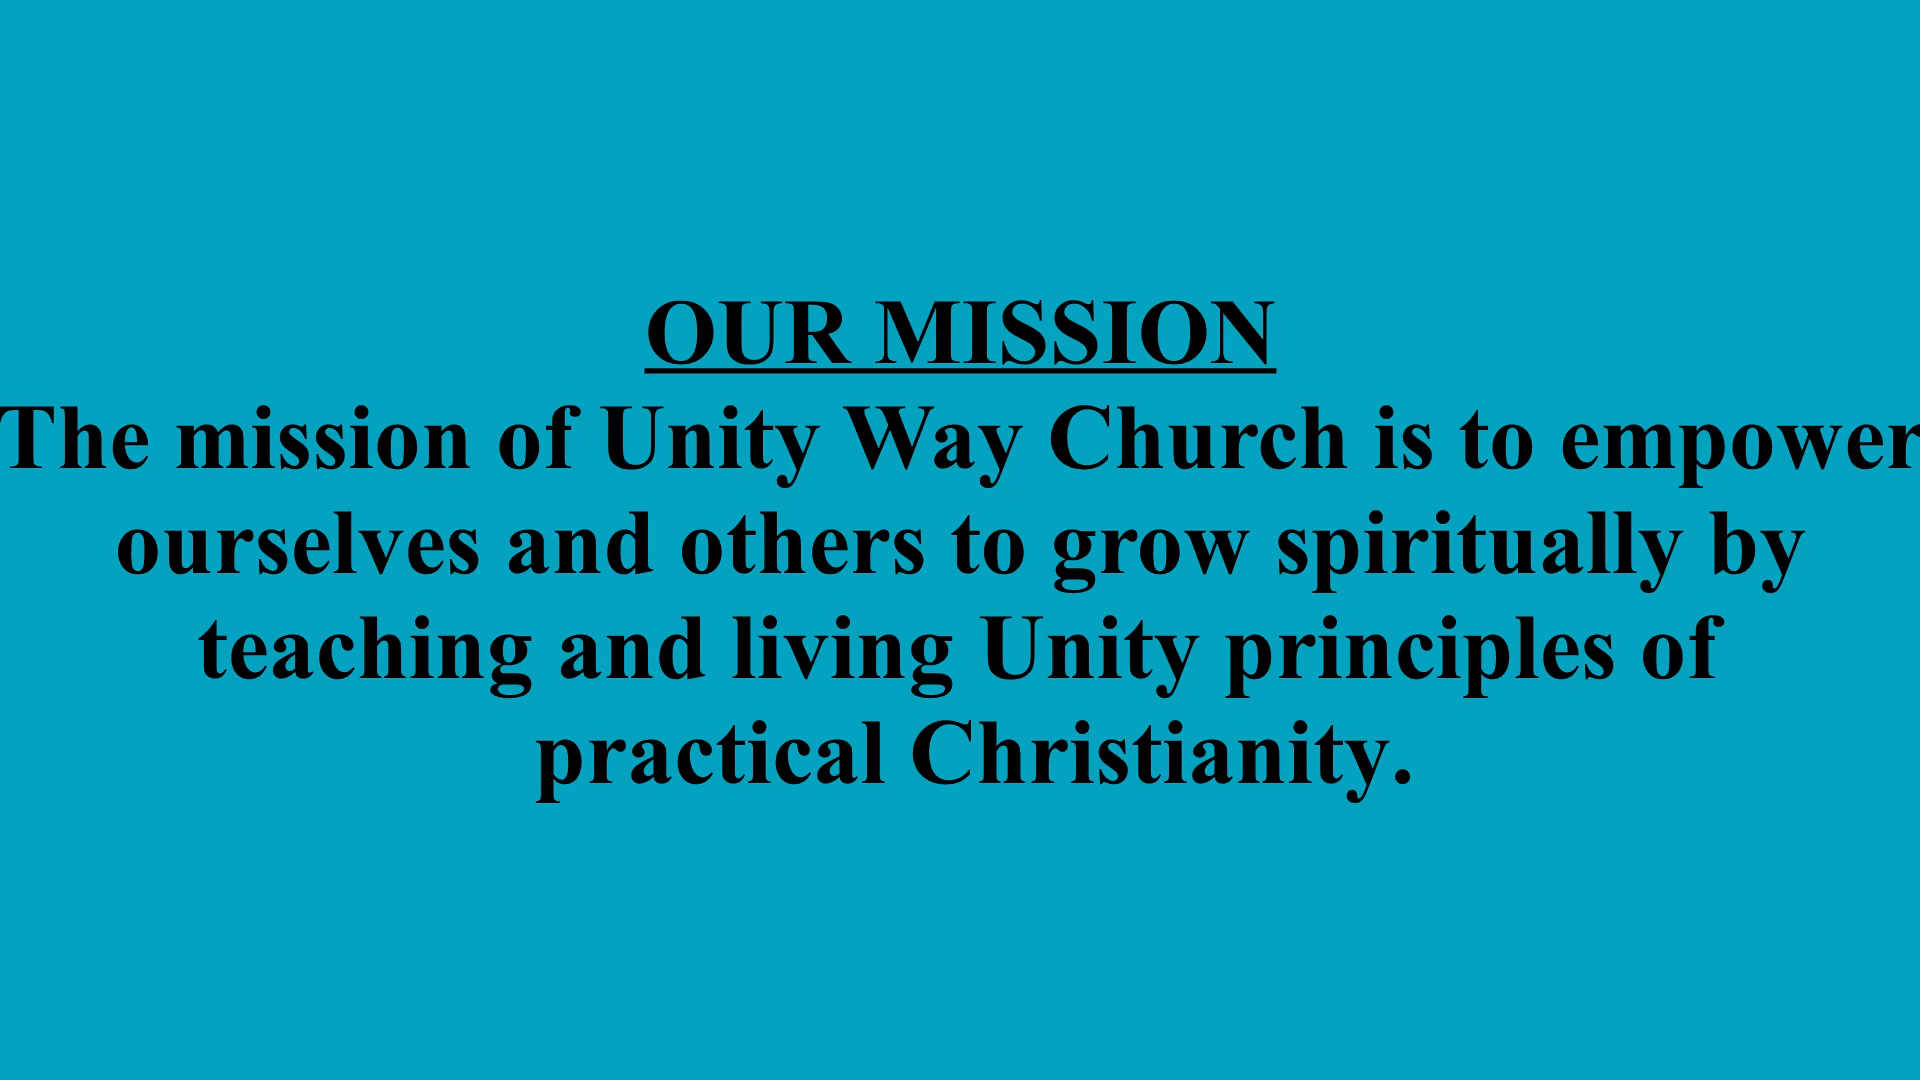 OUR MISSION
The mission of Unity Way Church is to empower
ourselves and others to grow spiritually by
teaching and living Unity principles of
practical Christianity.